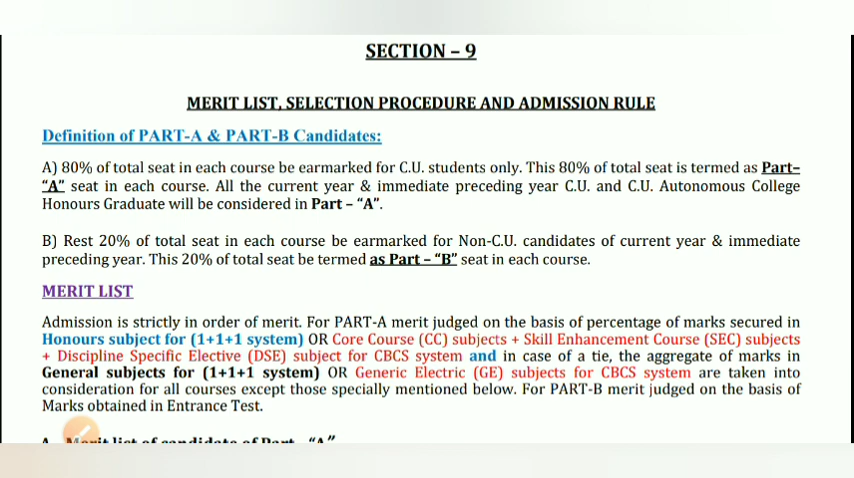 SECTION – 9
MERIT LIST, SELECTION PROCEDURE AND ADMISSION RULE
Definition of PART-A & PART-B Candidates:
A) 80% of total seat in each course be earmarked for C.U. students only. This 80% of total seat is termed as Part–
“A” seat in each course. All the current year & immediate preceding year C.U. and C.U. Autonomous College
Honours Graduate will be considered in Part – “A”.
B) Rest 20% of total seat in each course be earmarked for Non-C.U. candidates of current year & immediate
preceding year. This 20% of total seat be termed as Part – “B” seat in each course.
MERIT LIST
Admission is strictly in order of merit. For PART-A merit judged on the basis of percentage of marks secured in
Honours subject for (1+1+1 system) OR Core Course (CC) subjects + Skill Enhancement Course (SEC) subjects
+ Discipline Specific Elective (DSE) subject for CBCS system and in case of a tie, the aggregate of marks in
General subjects for (1+1+1 system) OR Generic Electric (GE) subjects for CBCS system are taken into
consideration for all courses except those specially mentioned below. For PART-B merit judged on the basis of
Marks obtained in Entrance Test.
list of candidate of Part – “A”